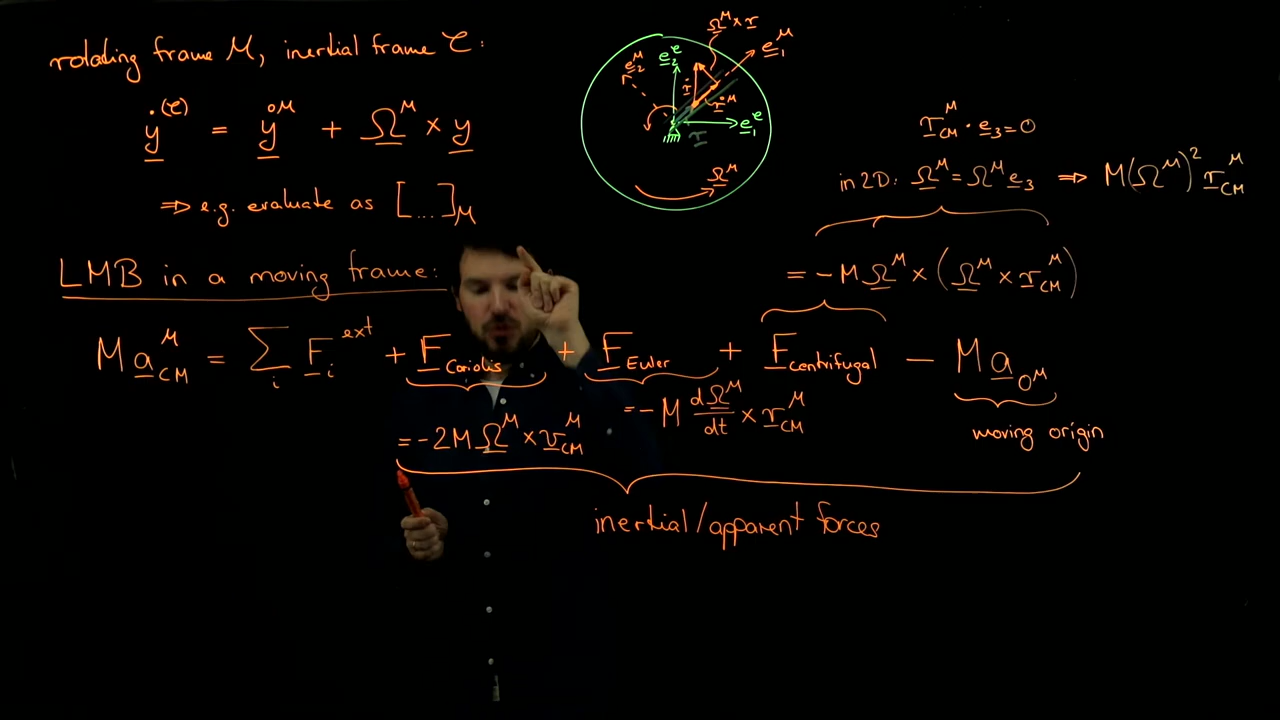 rotating frame M, inertial frame C:
ẏ^(C) = ẙ^M + Ω^M × y
⇒ e.g. evaluate as [...]_M
Ω^M × r
e_1^M
e_2^M
e_2^C
ṙ
r̊^M
e_1^C
r
Ω^M
r_CM^M · e_3 = 0
in 2D: Ω^M = Ω^M e_3 ⇒ M(Ω^M)^2 r_CM^M
= -M Ω^M × (Ω^M × r_CM^M)
LMB in a moving frame:
M a_CM^M = Σ_i F_i^ext + F_Coriolis + F_Euler + F_centrifugal − M a_O^M
= -2M Ω^M × v_CM^M
= -M dΩ^M/dt × r_CM^M
moving origin
inertial/apparent forces